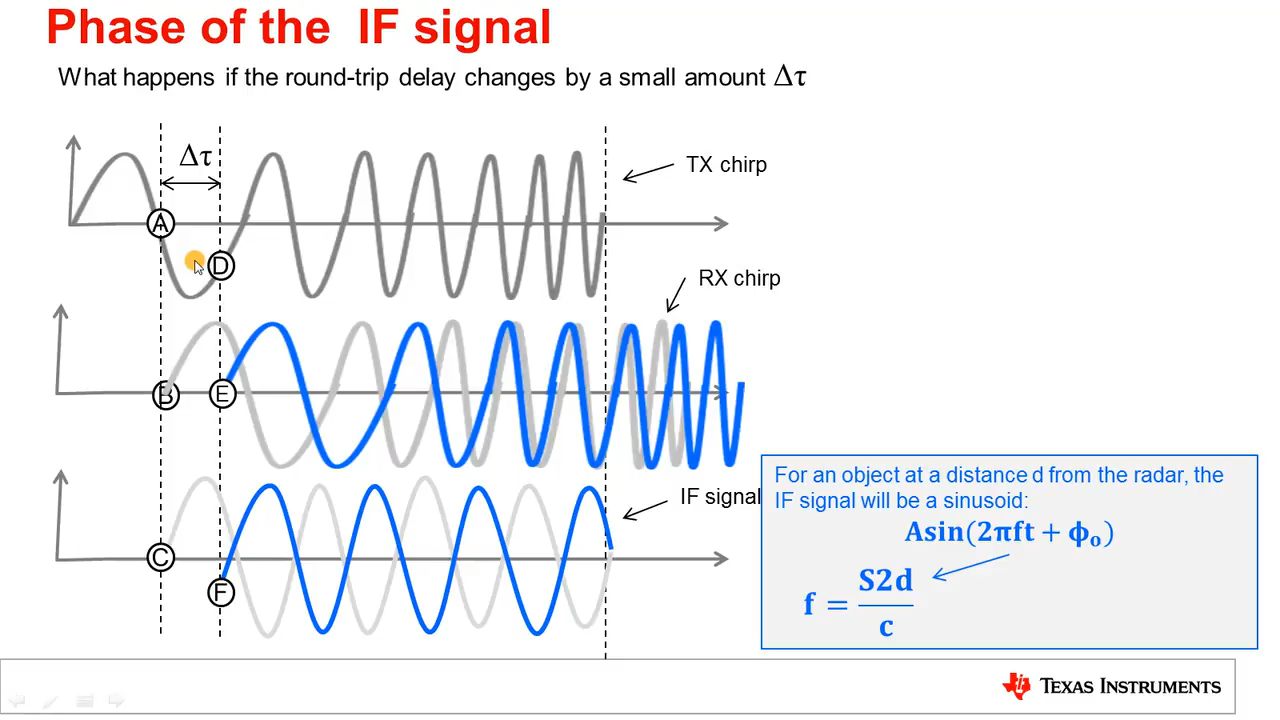 Phase of the IF signal
What happens if the round-trip delay changes by a small amount Δτ
Δτ
TX chirp
A
D
RX chirp
B
E
IF signal
C
F
For an object at a distance d from the radar, the
IF signal will be a sinusoid:
Asin(2πft + ϕ₀)
f = S2d/c
TEXAS INSTRUMENTS